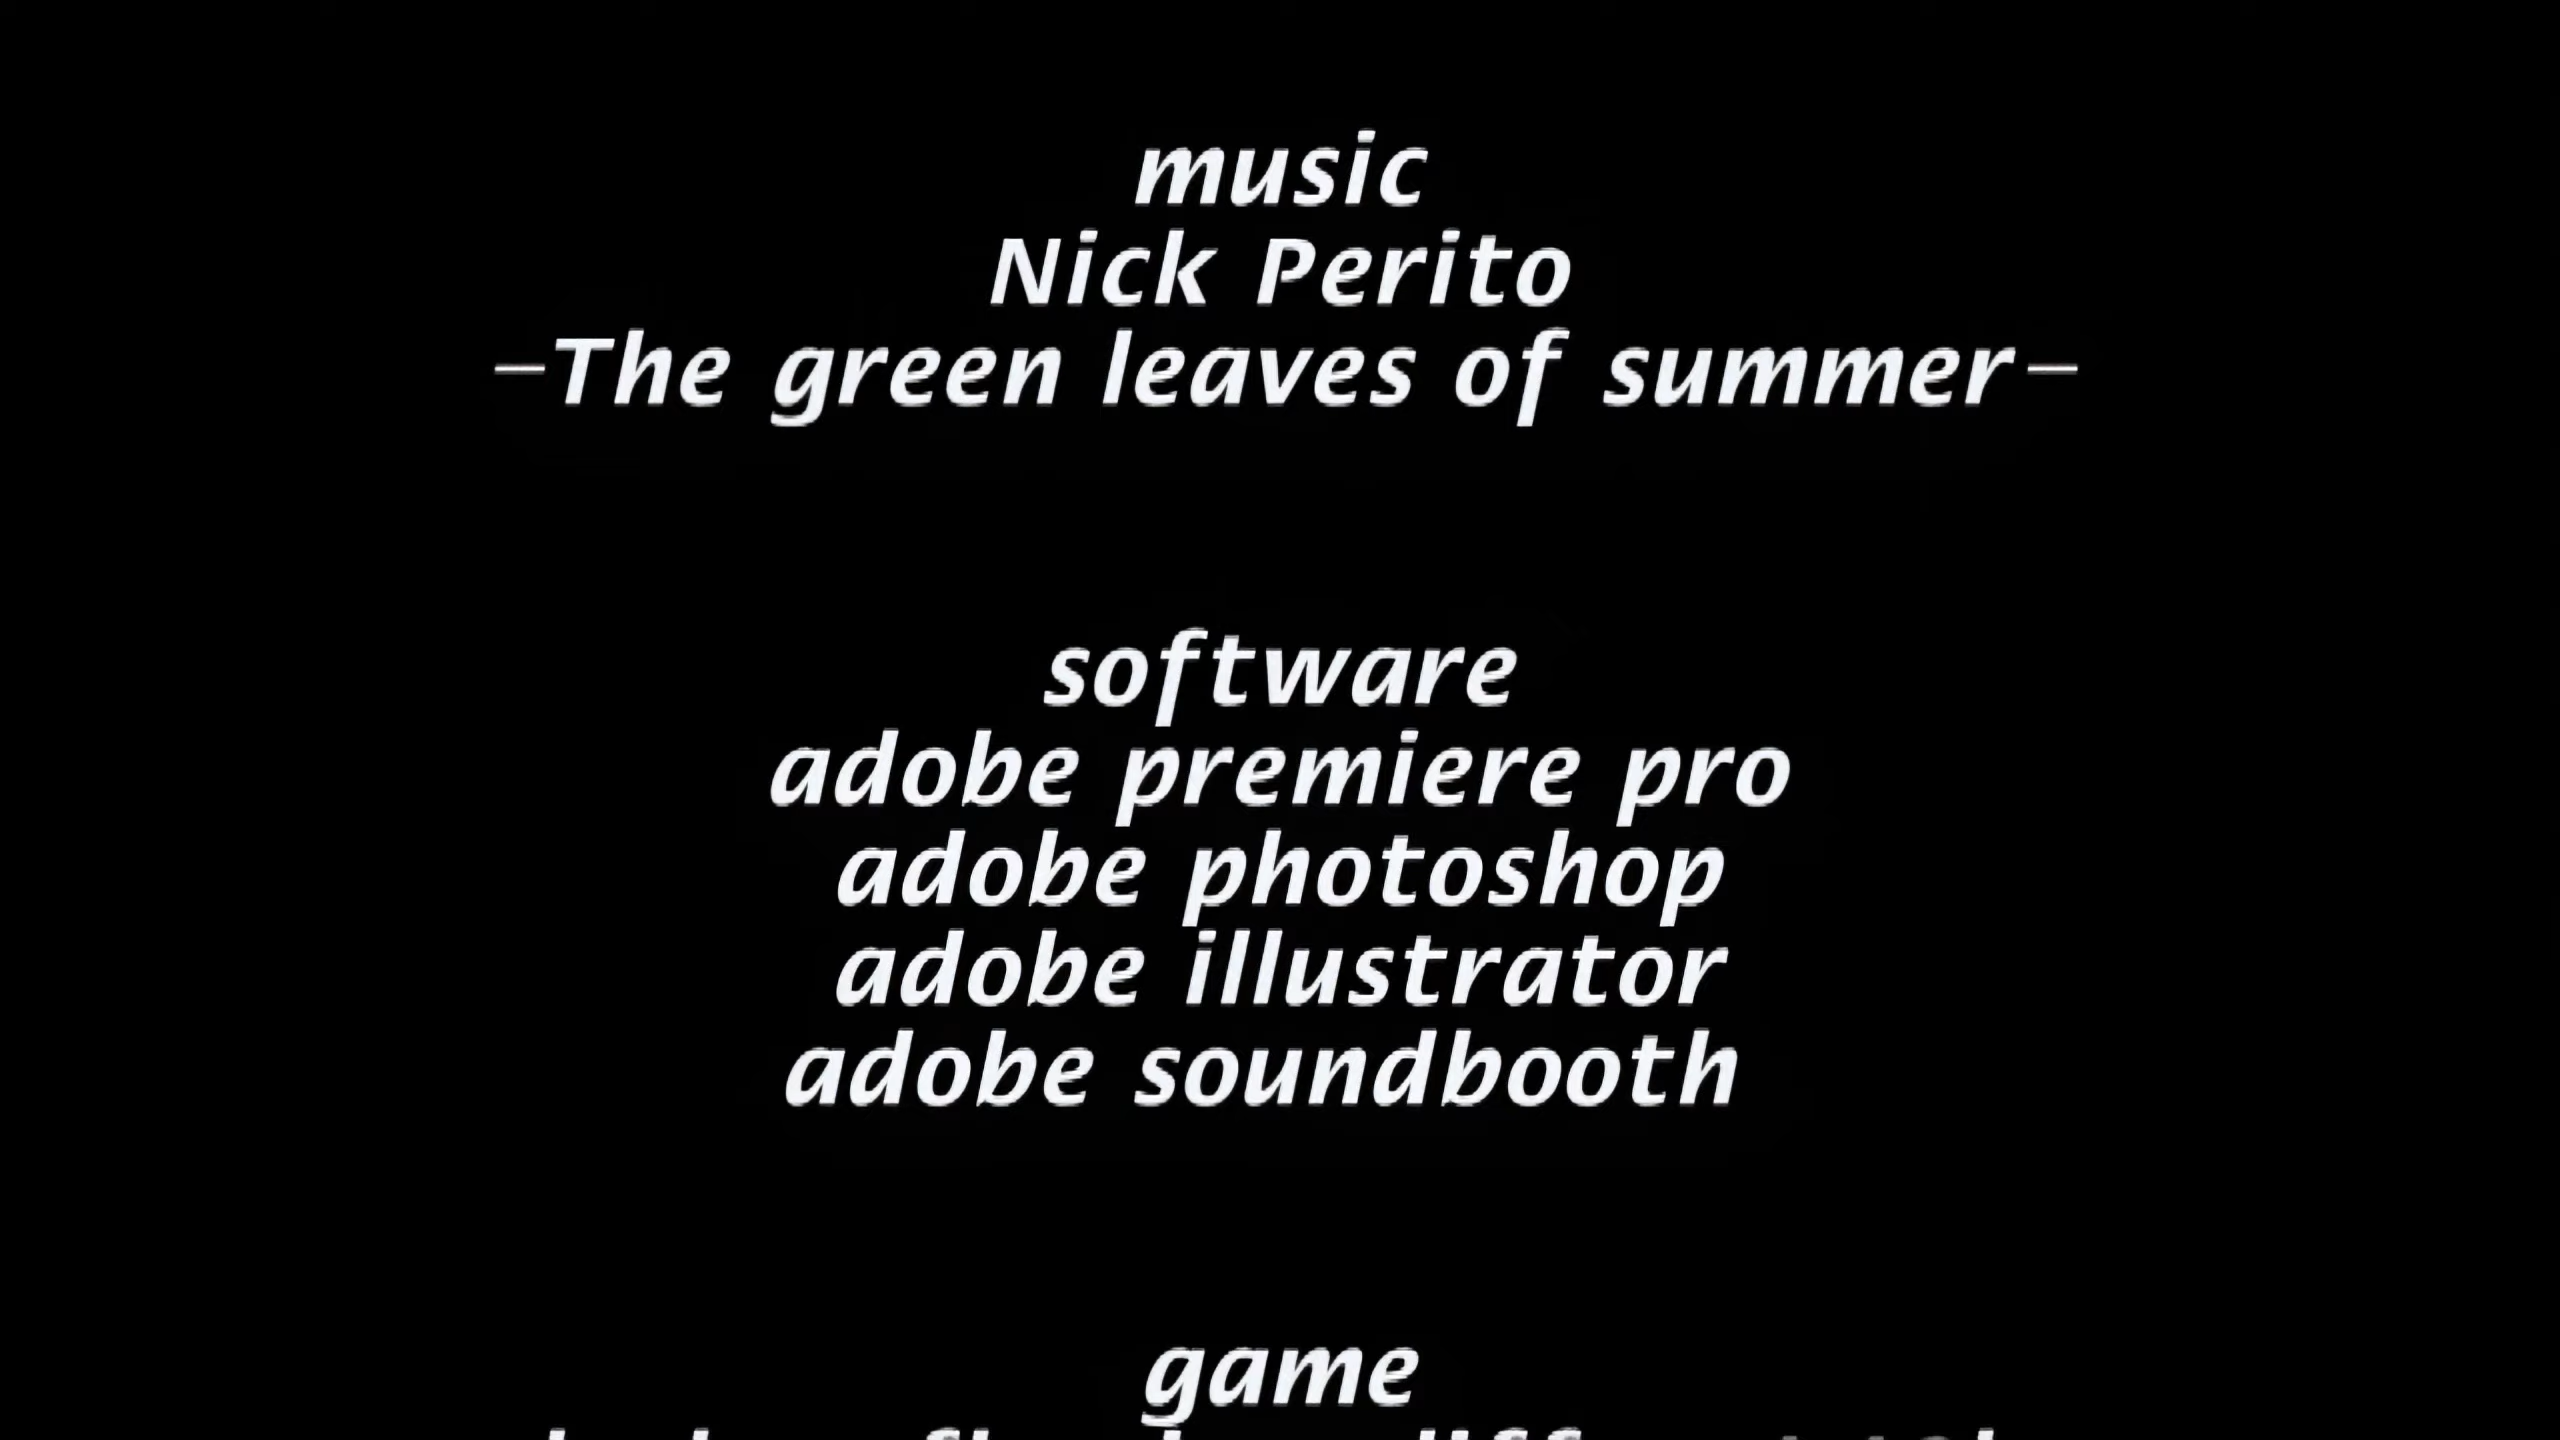 music
Nick Perito
—The green leaves of summer—
software
adobe premiere pro
adobe photoshop
adobe illustrator
adobe soundbooth
game